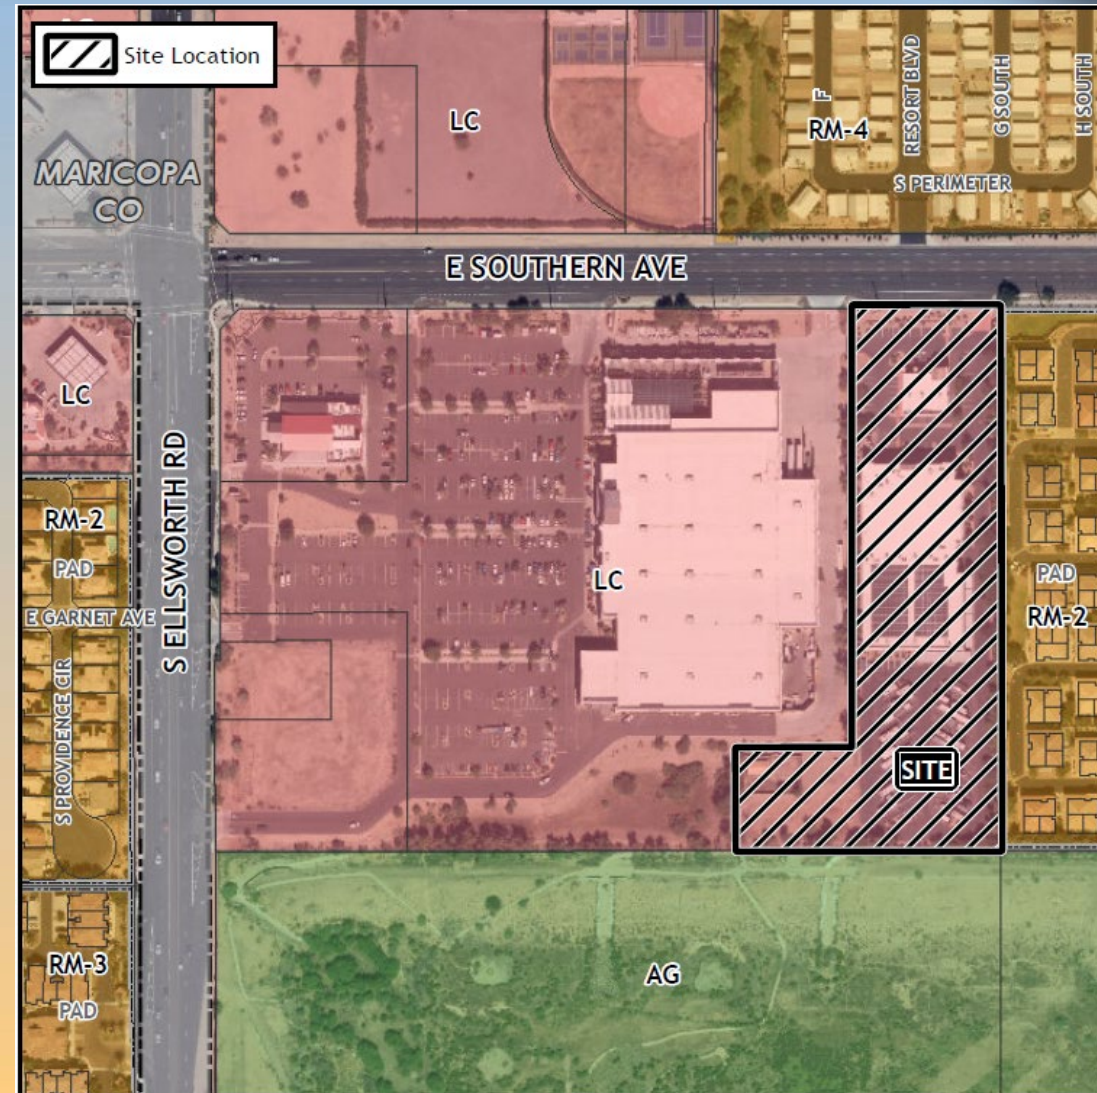 Site Location
LC
F
RM-4
RESORT BLVD
G SOUTH
H SOUTH
S PERIMETER
MARICOPA
CO
E SOUTHERN AVE
LC
S ELLSWORTH RD
RM-2
PAD
E GARNET AVE
S PROVIDENCE CIR
LC
PAD
RM-2
SITE
RM-3
PAD
AG